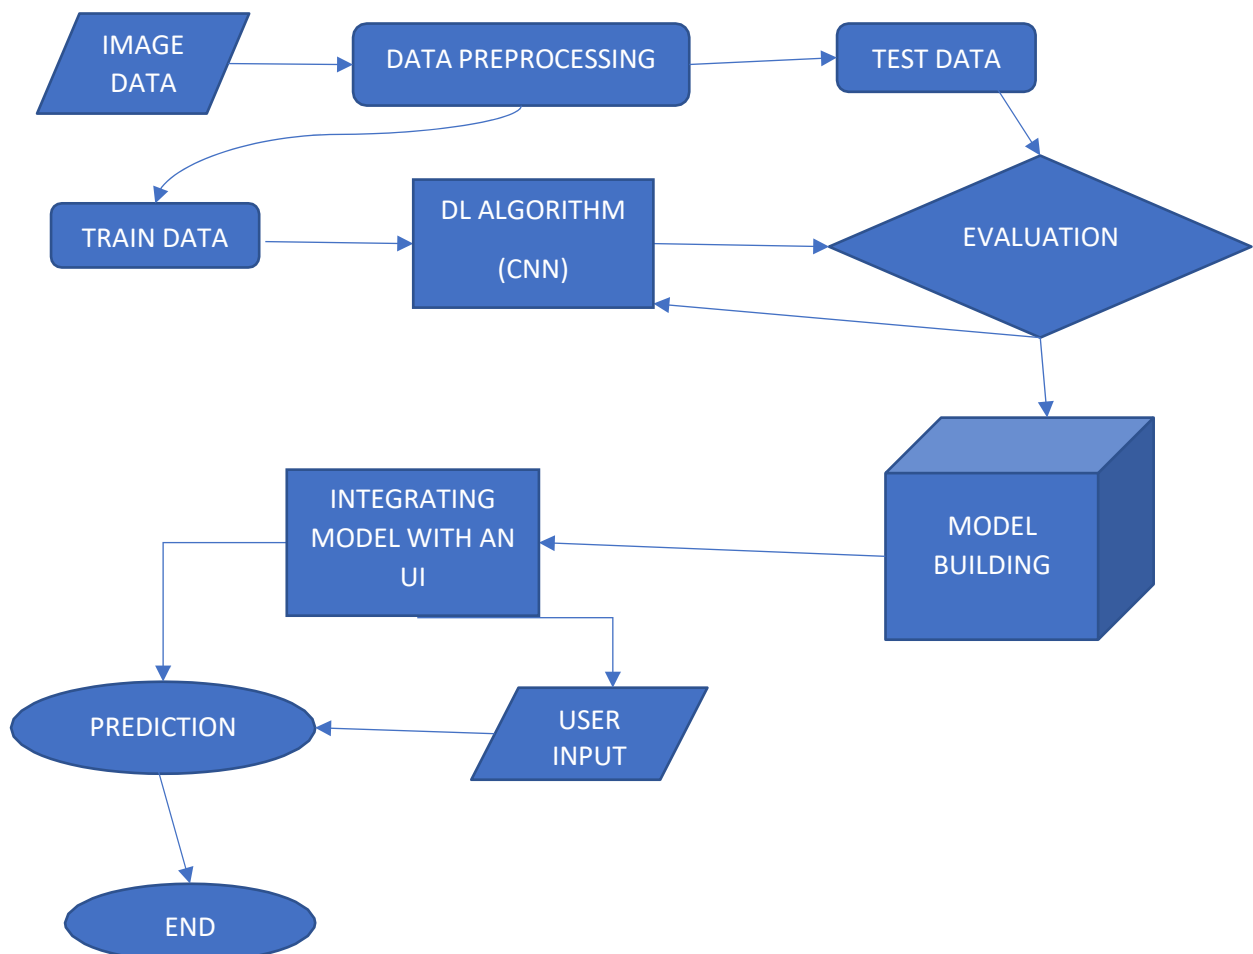 IMAGE
DATA
DATA PREPROCESSING
TEST DATA
TRAIN DATA
DL ALGORITHM
(CNN)
EVALUATION
INTEGRATING
MODEL WITH AN
UI
MODEL
BUILDING
PREDICTION
USER
INPUT
END